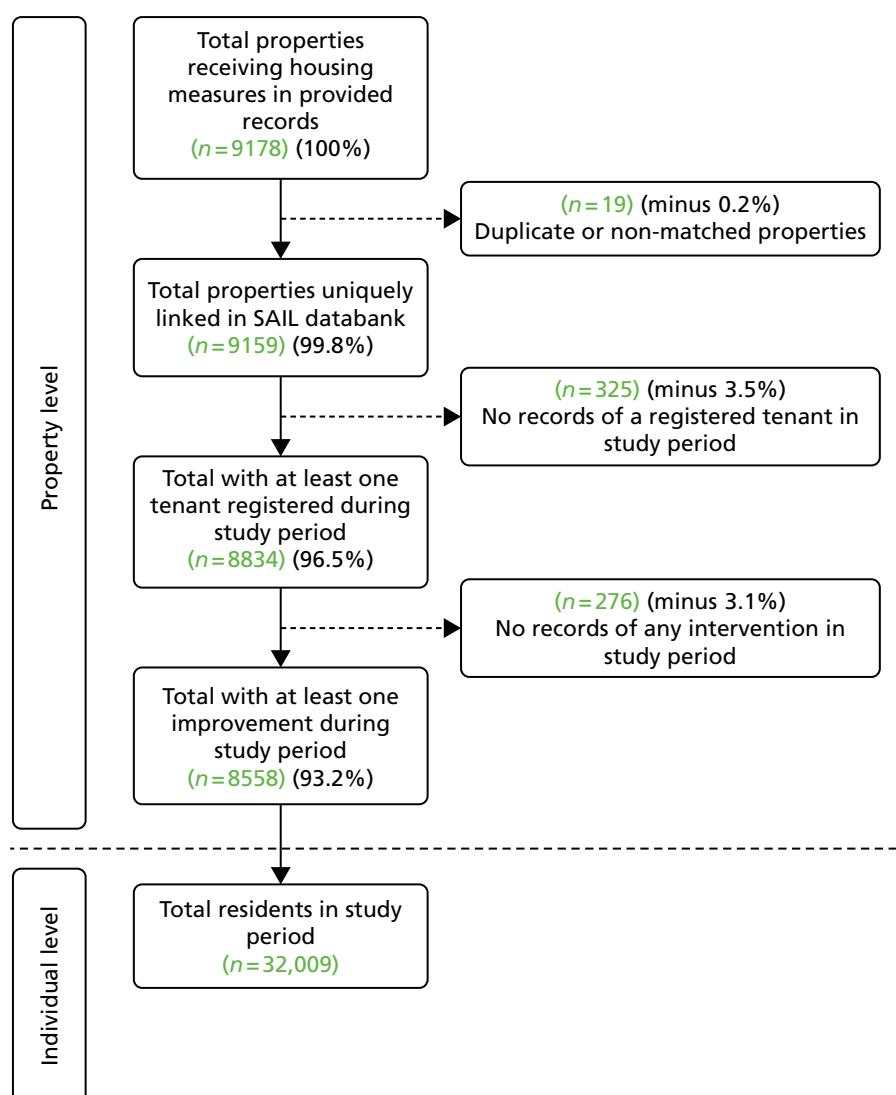 Property level
Total properties
receiving housing
measures in provided
records
(n=9178) (100%)
(n=19) (minus 0.2%)
Duplicate or non-matched properties
Total properties uniquely
linked in SAIL databank
(n=9159) (99.8%)
(n=325) (minus 3.5%)
No records of a registered tenant in
study period
Total with at least one
tenant registered during
study period
(n=8834) (96.5%)
(n=276) (minus 3.1%)
No records of any intervention in
study period
Total with at least one
improvement during
study period
(n=8558) (93.2%)
Individual level
Total residents in study
period
(n=32,009)